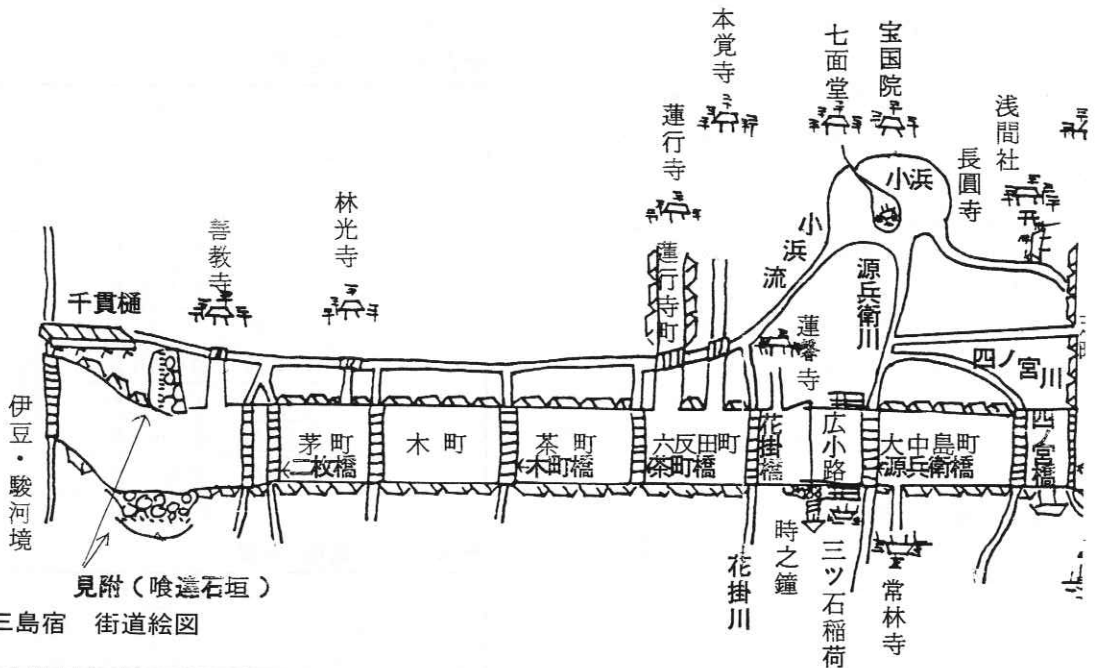 本覚寺
七面堂
宝国院
蓮行寺
浅間社
長圓寺
小浜
林光寺
善教寺
小浜流
蓮行寺町
源兵衛川
千貫樋
蓮馨寺
四ノ宮川
伊豆・駿河境
茅町
二枚橋
木町
茶町
木町橋
六反田町
茶町橋
花掛橋
広小路
大中島町
源兵衛橋
四ノ宮橋
時之鐘
花掛川
三ツ石稲荷
常林寺
見附(喰違石垣)
三島宿 街道絵図